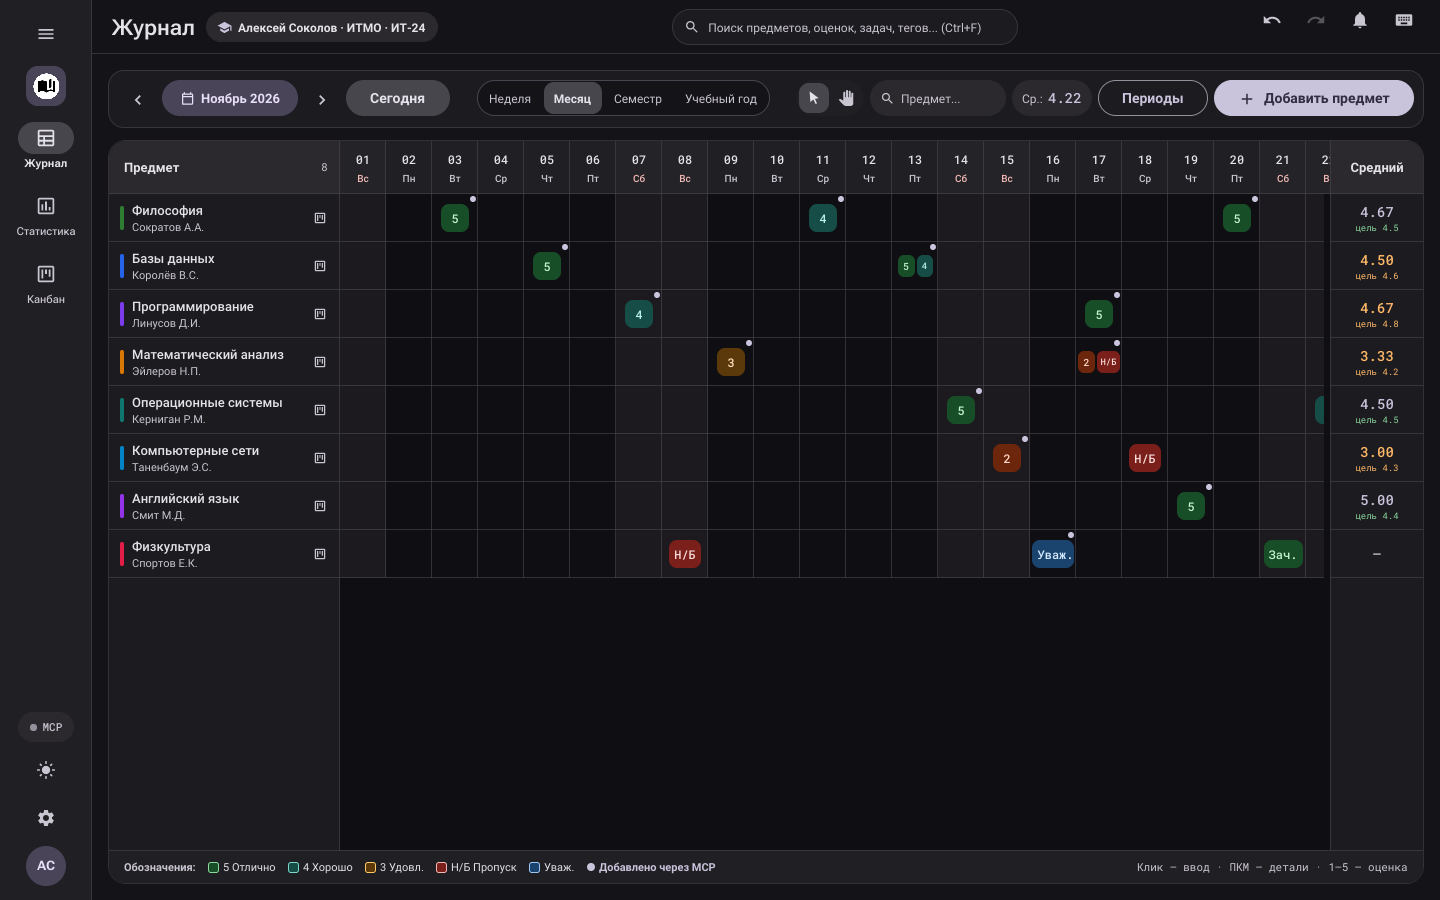 Журнал
Алексей Соколов · ИТМО · ИТ-24
Поиск предметов, оценок, задач, тегов... (Ctrl+F)
Ноябрь 2026
Сегодня
Неделя Месяц Семестр Учебный год
Предмет...
Ср.: 4.22
Периоды
Добавить предмет
Журнал
Статистика
Канбан
MCP
АС
Предмет 8 01 02 03 04 05 06 07 08 09 10 11 12 13 14 15 16 17 18 19 20 21 Средний
Вс Пн Вт Ср Чт Пт Сб Вс Пн Вт Ср Чт Пт Сб Вс Пн Вт Ср Чт Пт Сб
Философия 5 4 5 4.67
Сократов А.А. цель 4.5
Базы данных 5 5 4 4.50
Королёв В.С. цель 4.6
Программирование 4 5 4.67
Линусов Д.И. цель 4.8
Математический анализ 3 2 Н/Б 3.33
Эйлеров Н.П. цель 4.2
Операционные системы 5 4.50
Керниган Р.М. цель 4.5
Компьютерные сети 2 Н/Б 3.00
Таненбаум Э.С. цель 4.3
Английский язык 5 5.00
Смит М.Д. цель 4.4
Физкультура Н/Б Уваж. Зач. —
Спортов Е.К.
Обозначения: 5 Отлично 4 Хорошо 3 Удовл. Н/Б Пропуск Уваж. Добавлено через MCP
Клик — ввод · ПКМ — детали · 1–5 — оценка